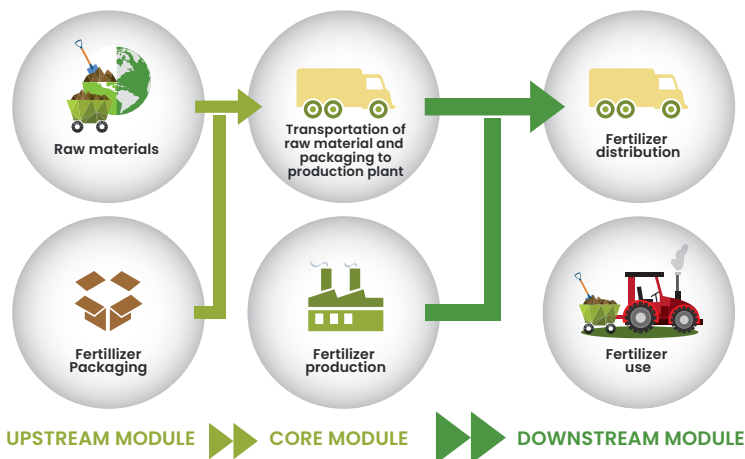 Raw materials
Transportation of
raw material and
packaging to
production plant
Fertilizer
distribution
Fertillizer
Packaging
Fertilizer
production
Fertilizer
use
UPSTREAM MODULE
CORE MODULE
DOWNSTREAM MODULE